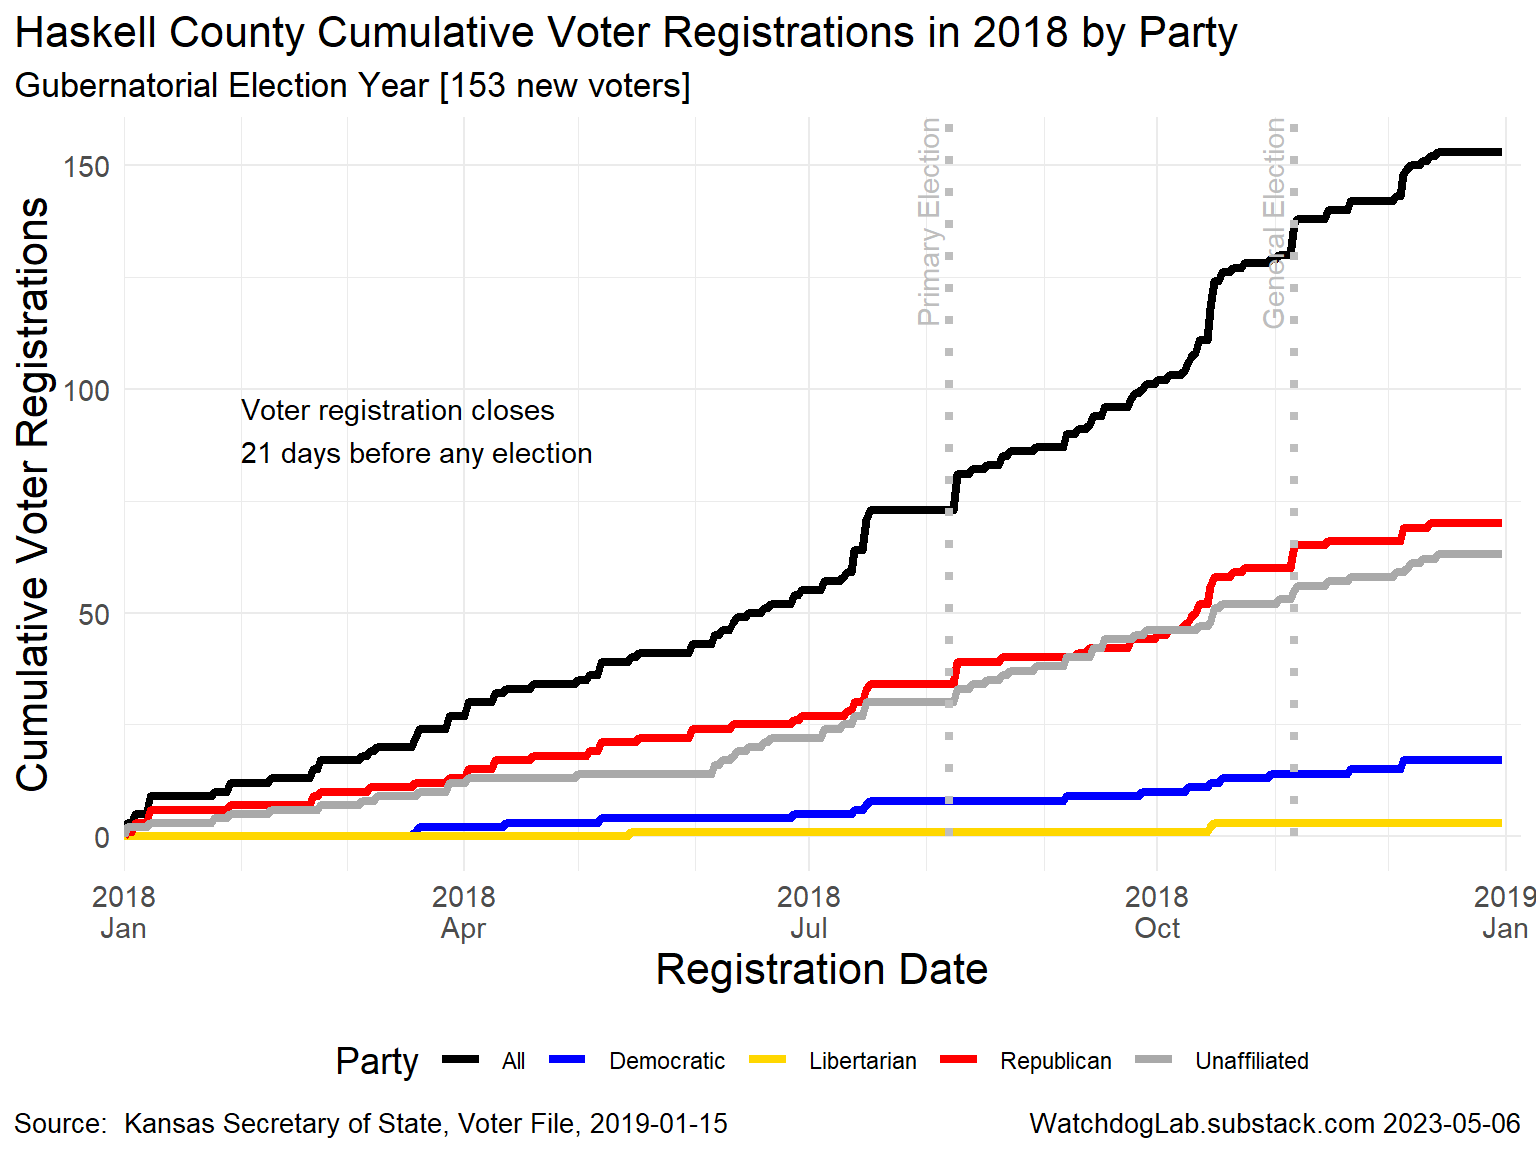 Haskell County Cumulative Voter Registrations in 2018 by Party
Gubernatorial Election Year [153 new voters]
Cumulative Voter Registrations
150
100
50
0
Primary Election
General Election
Voter registration closes
21 days before any election
2018
Jan
2018
Apr
2018
Jul
2018
Oct
2019
Jan
Registration Date
Party
All
Democratic
Libertarian
Republican
Unaffiliated
Source:  Kansas Secretary of State, Voter File, 2019-01-15
WatchdogLab.substack.com 2023-05-06